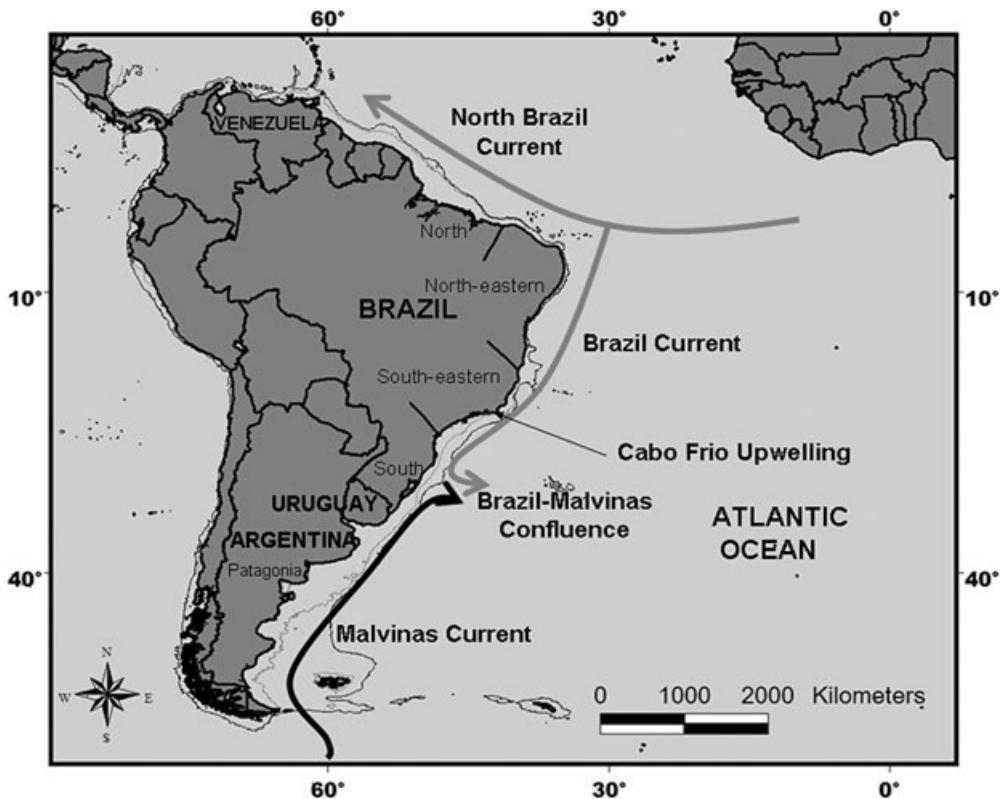 60°
30°
0°
North Brazil
Current
VENEZUELA
North
North-eastern
10°
10°
BRAZIL
Brazil Current
South-eastern
Cabo Frio Upwelling
South
URUGUAY
Brazil-Malvinas
Confluence
ATLANTIC
OCEAN
ARGENTINA
Patagonia
40°
40°
Malvinas Current
N
W
E
S
0
1000
2000
Kilometers
60°
30°
0°